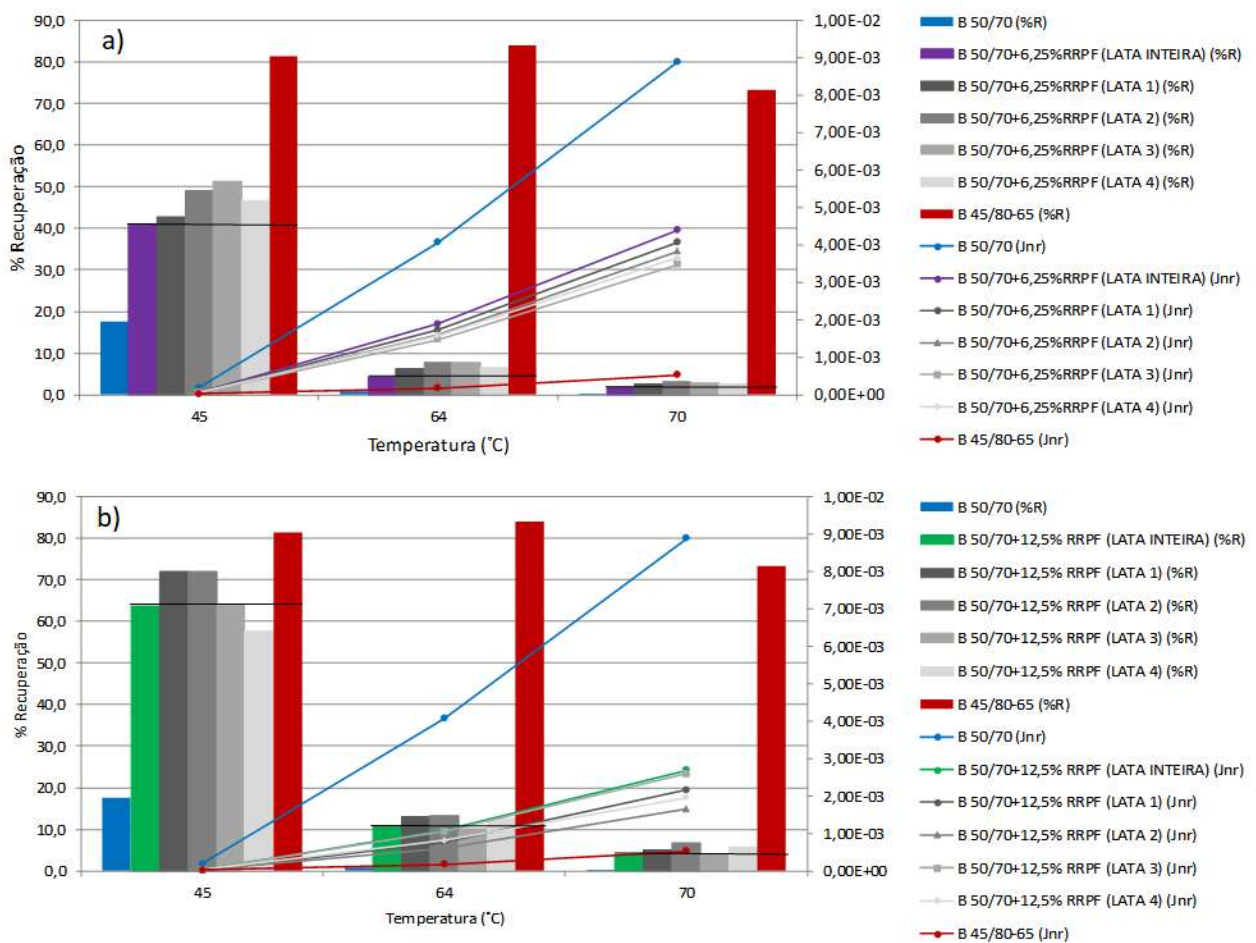 a)
90,0
80,0
70,0
60,0
50,0
40,0
30,0
20,0
10,0
0,0
% Recuperação
1,00E-02
9,00E-03
8,00E-03
7,00E-03
6,00E-03
5,00E-03
4,00E-03
3,00E-03
2,00E-03
1,00E-03
0,00E+00
45
64
70
Temperatura (°C)
B 50/70 (%R)
B 50/70+6,25%RRPF (LATA INTEIRA) (%R)
B 50/70+6,25%RRPF (LATA 1) (%R)
B 50/70+6,25%RRPF (LATA 2) (%R)
B 50/70+6,25%RRPF (LATA 3) (%R)
B 50/70+6,25%RRPF (LATA 4) (%R)
B 45/80-65 (%R)
B 50/70 (Jnr)
B 50/70+6,25%RRPF (LATA INTEIRA) (Jnr)
B 50/70+6,25%RRPF (LATA 1) (Jnr)
B 50/70+6,25%RRPF (LATA 2) (Jnr)
B 50/70+6,25%RRPF (LATA 3) (Jnr)
B 50/70+6,25%RRPF (LATA 4) (Jnr)
B 45/80-65 (Jnr)
b)
90,0
80,0
70,0
60,0
50,0
40,0
30,0
20,0
10,0
0,0
% Recuperação
1,00E-02
9,00E-03
8,00E-03
7,00E-03
6,00E-03
5,00E-03
4,00E-03
3,00E-03
2,00E-03
1,00E-03
0,00E+00
45
64
70
Temperatura (°C)
B 50/70 (%R)
B 50/70+12,5% RRPF (LATA INTEIRA) (%R)
B 50/70+12,5% RRPF (LATA 1) (%R)
B 50/70+12,5% RRPF (LATA 2) (%R)
B 50/70+12,5% RRPF (LATA 3) (%R)
B 50/70+12,5% RRPF (LATA 4) (%R)
B 45/80-65 (%R)
B 50/70 (Jnr)
B 50/70+12,5% RRPF (LATA INTEIRA) (Jnr)
B 50/70+12,5% RRPF (LATA 1) (Jnr)
B 50/70+12,5% RRPF (LATA 2) (Jnr)
B 50/70+12,5% RRPF (LATA 3) (Jnr)
B 50/70+12,5% RRPF (LATA 4) (Jnr)
B 45/80-65 (Jnr)